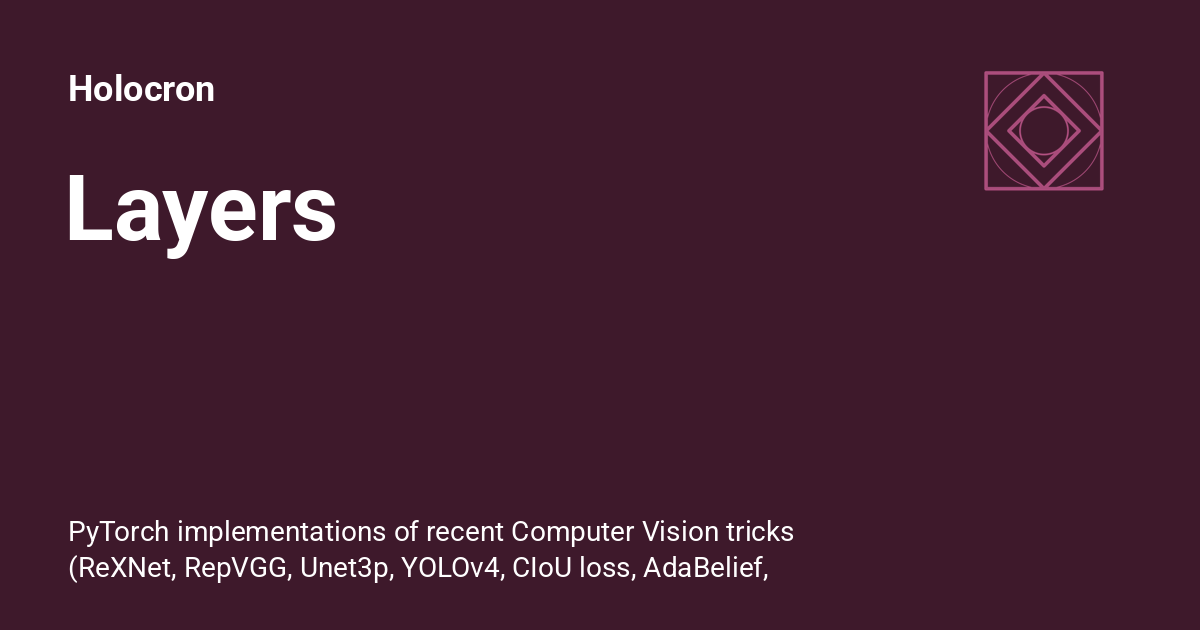 Holocron
Layers
PyTorch implementations of recent Computer Vision tricks
(ReXNet, RepVGG, Unet3p, YOLOv4, CIoU loss, AdaBelief,